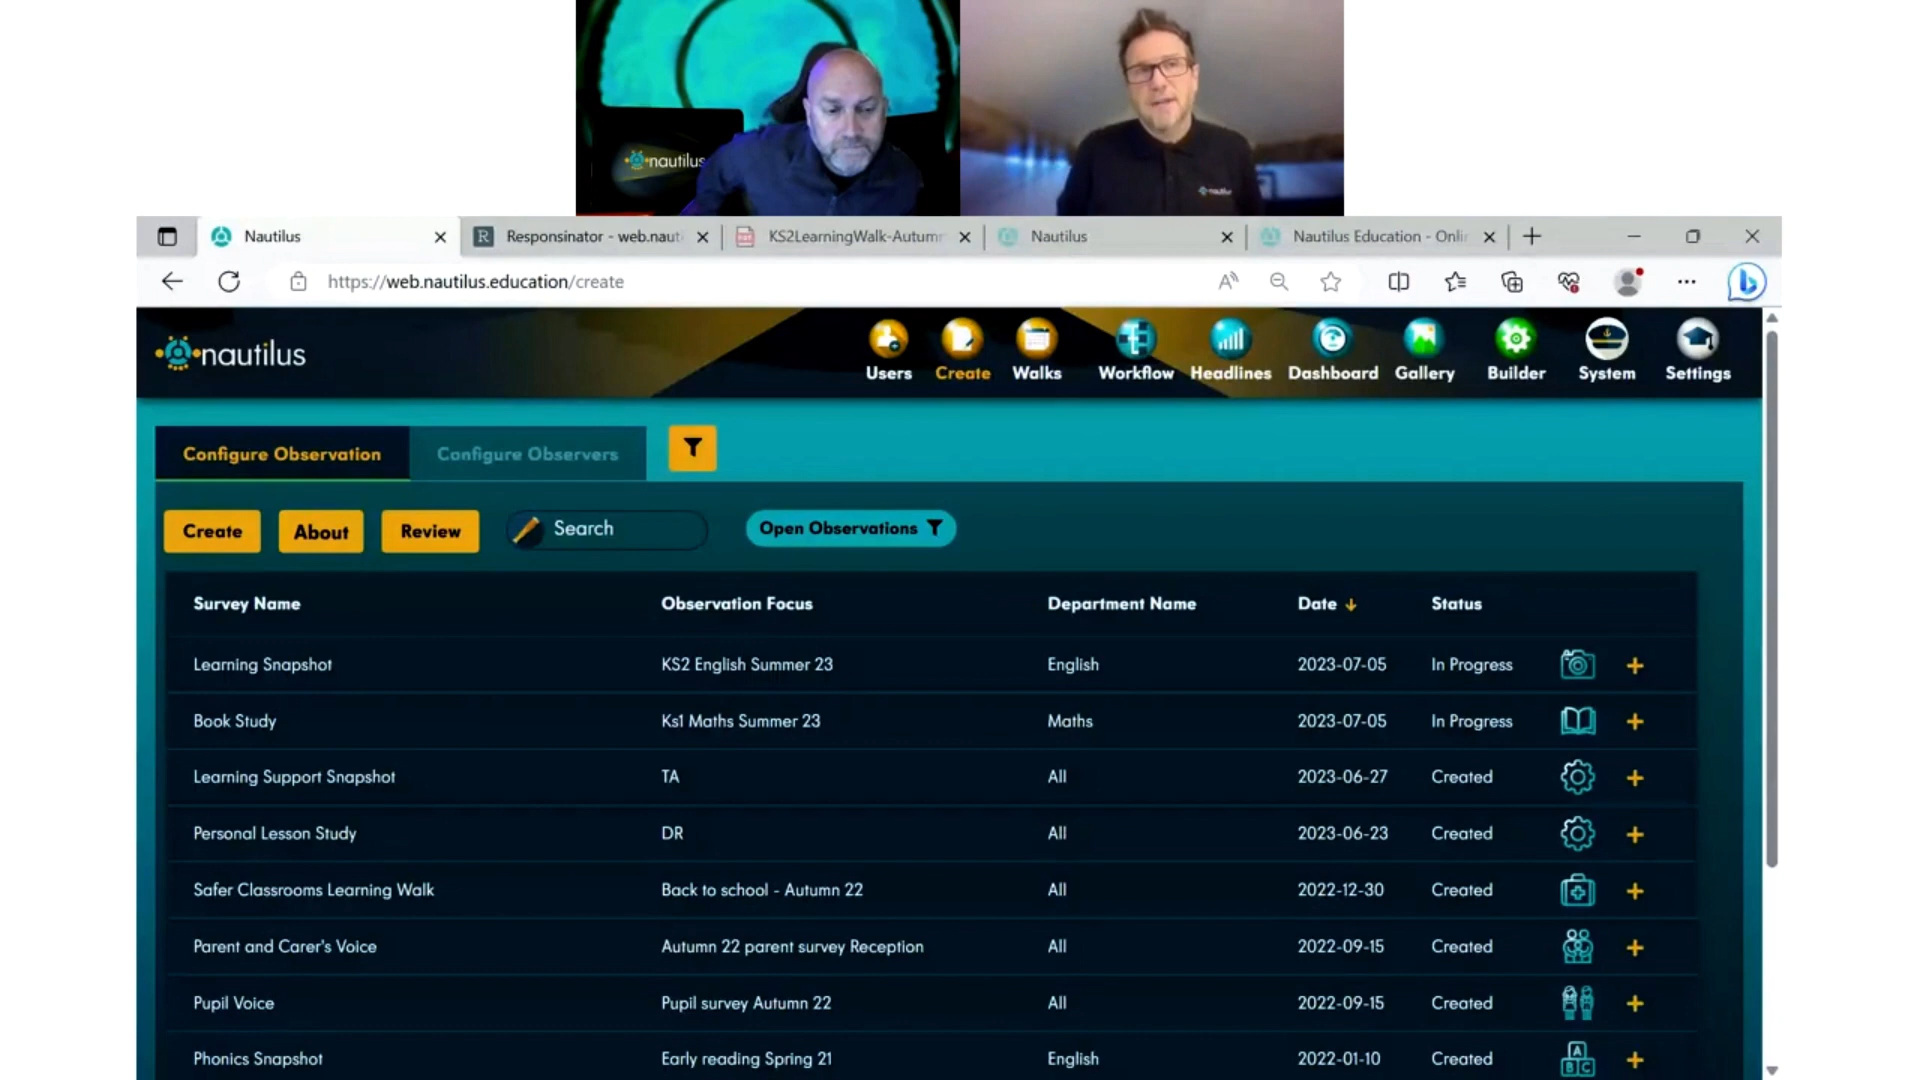 nautilus
nautilus
Nautilus
Responsinator - web.naut
KS2LearningWalk-Autumn
Nautilus
Nautilus Education - Onlin
https://web.nautilus.education/create
nautilus
Users
Create
Walks
Workflow
Headlines
Dashboard
Gallery
Builder
System
Settings
Configure Observation
Configure Observers
Create
About
Review
Search
Open Observations
Survey Name Observation Focus Department Name Date Status
Learning Snapshot KS2 English Summer 23 English 2023-07-05 In Progress
Book Study Ks1 Maths Summer 23 Maths 2023-07-05 In Progress
Learning Support Snapshot TA All 2023-06-27 Created
Personal Lesson Study DR All 2023-06-23 Created
Safer Classrooms Learning Walk Back to school - Autumn 22 All 2022-12-30 Created
Parent and Carer's Voice Autumn 22 parent survey Reception All 2022-09-15 Created
Pupil Voice Pupil survey Autumn 22 All 2022-09-15 Created
Phonics Snapshot Early reading Spring 21 English 2022-01-10 Created
A
B C